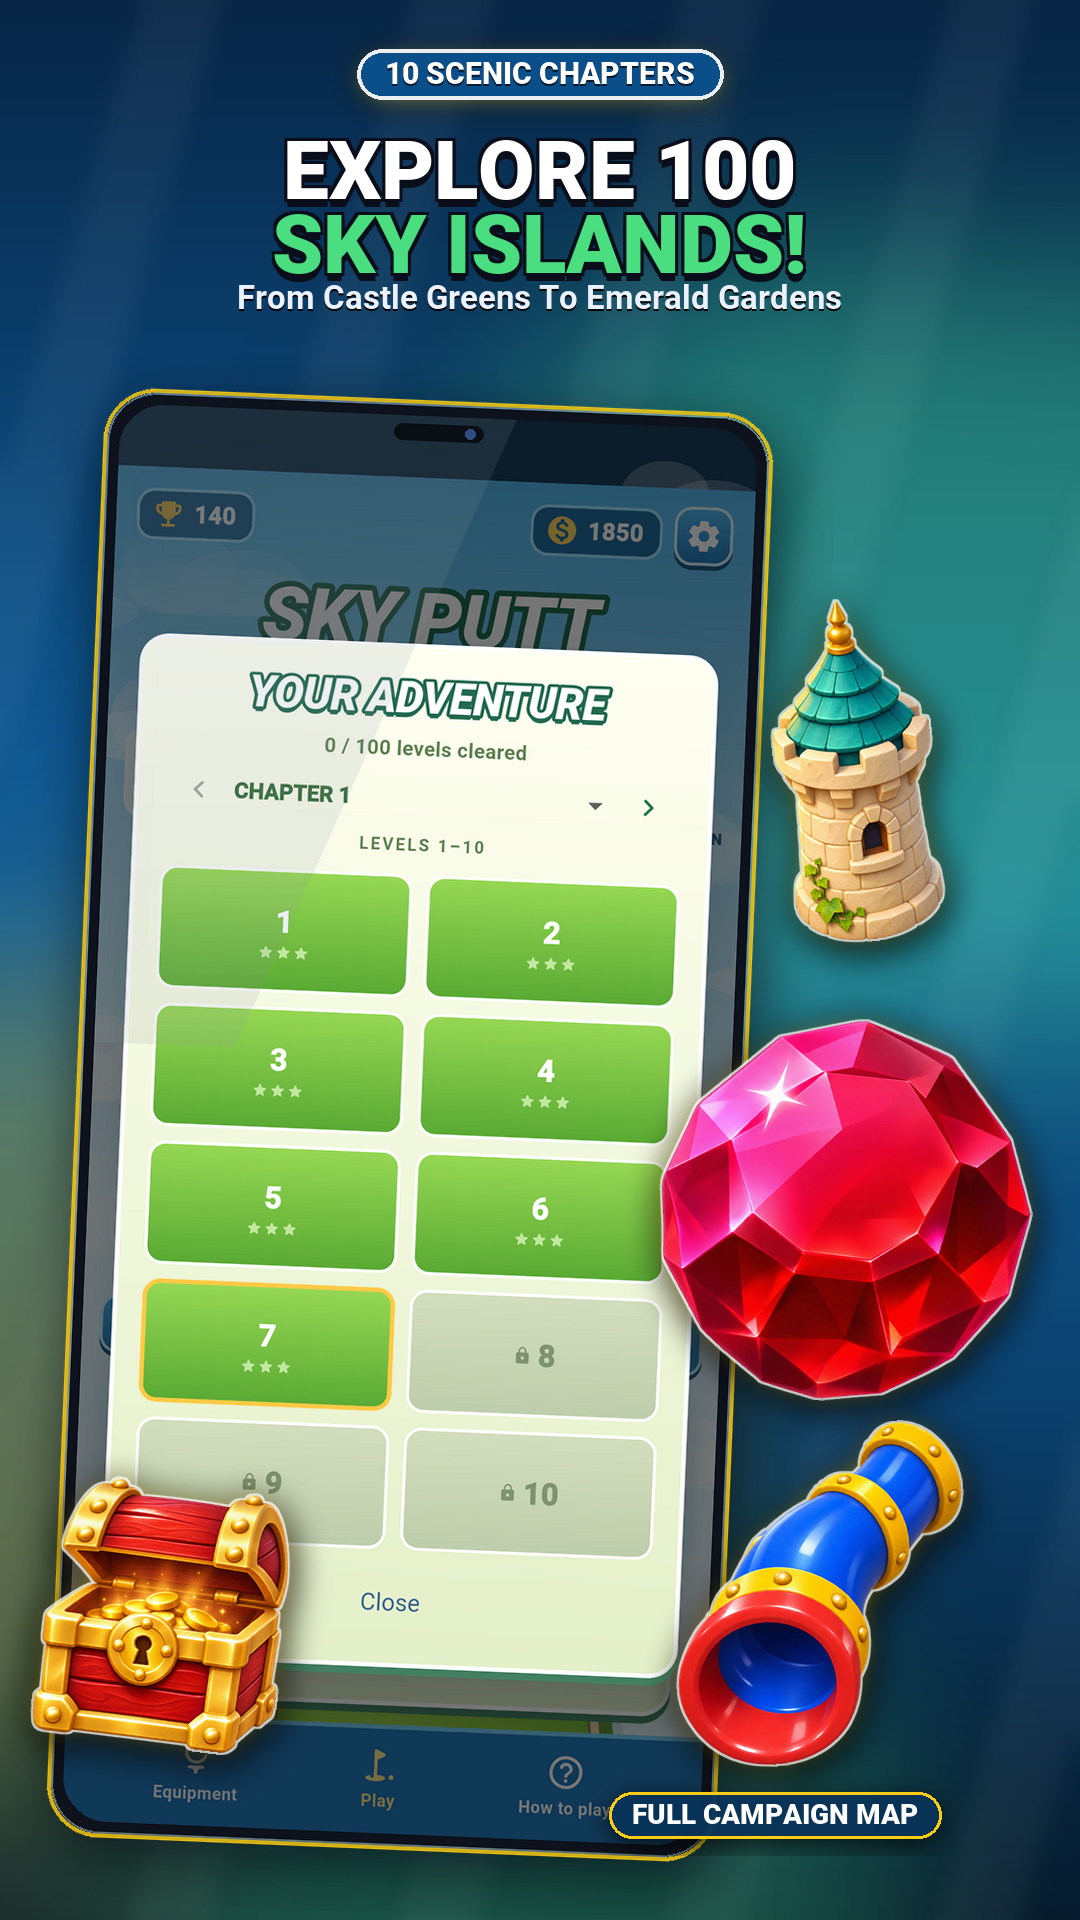 10 SCENIC CHAPTERS
EXPLORE 100
SKY ISLANDS!
From Castle Greens To Emerald Gardens
140
1850
SKY PUTT
YOUR ADVENTURE
0 / 100 levels cleared
CHAPTER 1
LEVELS 1–10
1
2
3
4
5
6
7
8
9
10
Close
Equipment
Play
How to play
FULL CAMPAIGN MAP